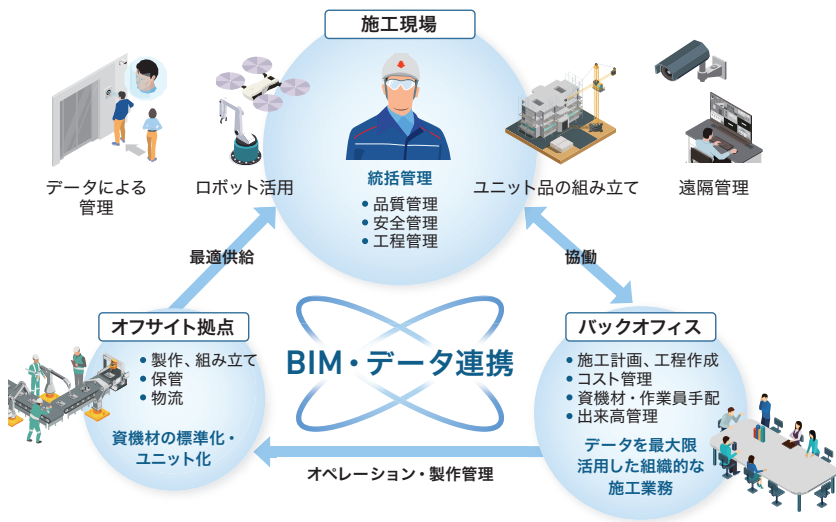 施工現場
データによる
管理
ロボット活用
統括管理
• 品質管理
• 安全管理
• 工程管理
ユニット品の組み立て
遠隔管理
最適供給
協働
オフサイト拠点
• 製作、組み立て
• 保管
• 物流
資機材の標準化・
ユニット化
BIM・データ連携
バックオフィス
• 施工計画、工程作成
• コスト管理
• 資機材・作業員手配
• 出来高管理
データを最大限
活用した組織的な
施工業務
オペレーション・製作管理